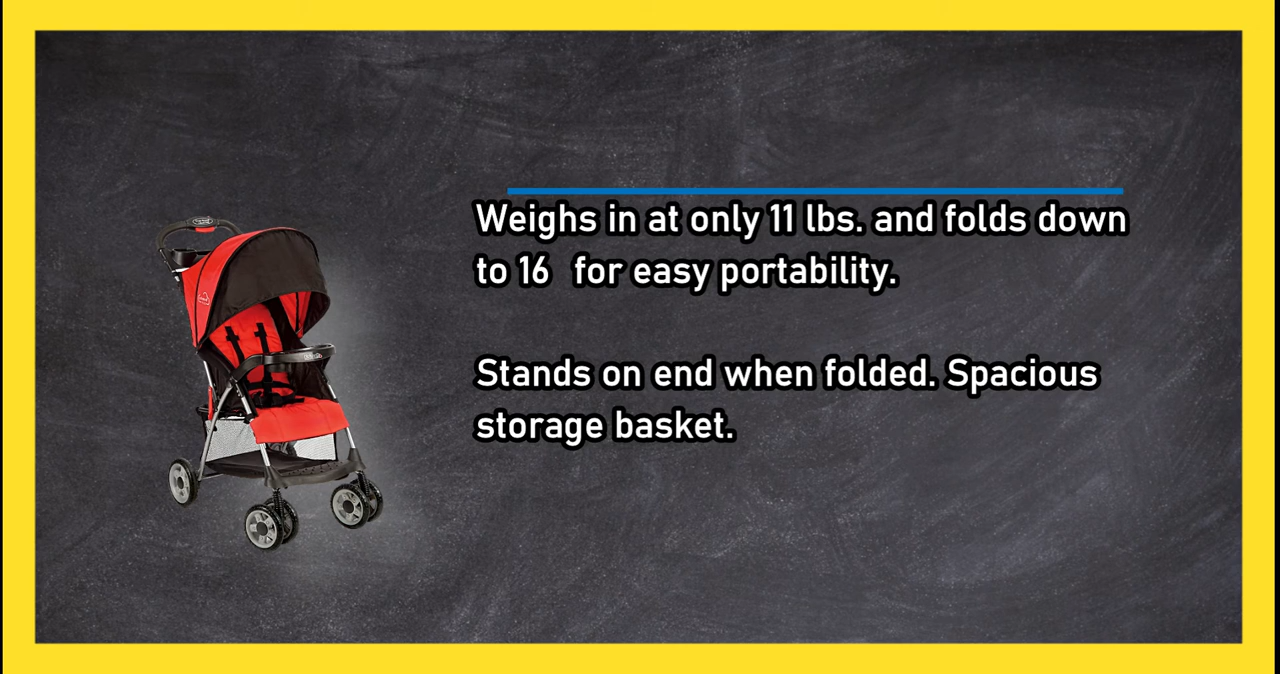 Weighs in at only 11 lbs. and folds down
to 16 for easy portability.
Stands on end when folded. Spacious
storage basket.